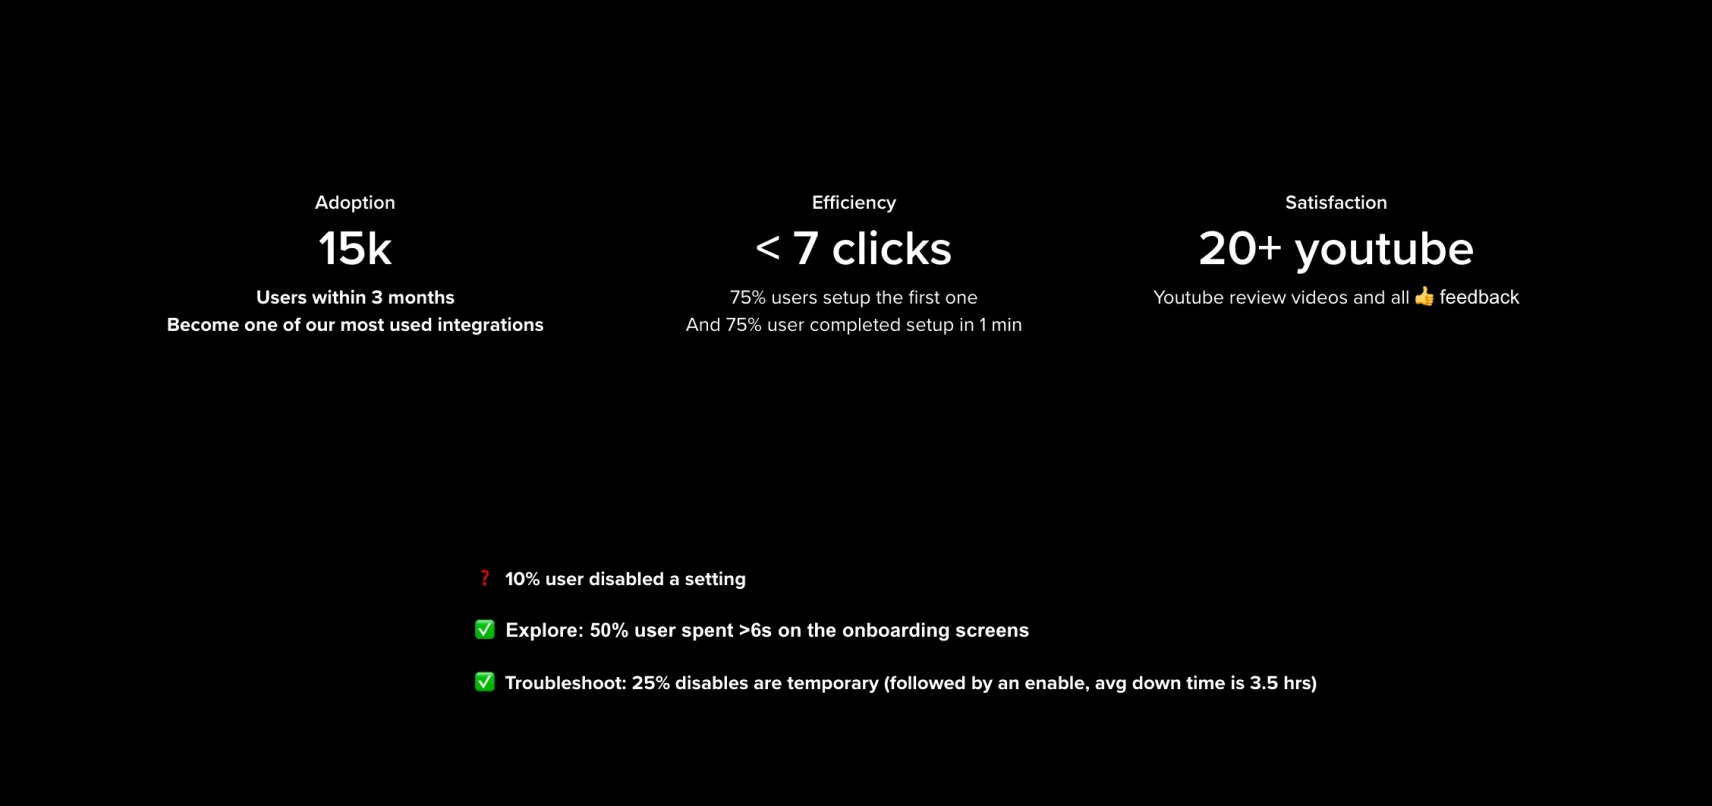 Adoption
15k
Users within 3 months
Become one of our most used integrations
Efficiency
< 7 clicks
75% users setup the first one
And 75% user completed setup in 1 min
Satisfaction
20+ youtube
Youtube review videos and all 👍 feedback
❓ 10% user disabled a setting
✅ Explore: 50% user spent >6s on the onboarding screens
✅ Troubleshoot: 25% disables are temporary (followed by an enable, avg down time is 3.5 hrs)